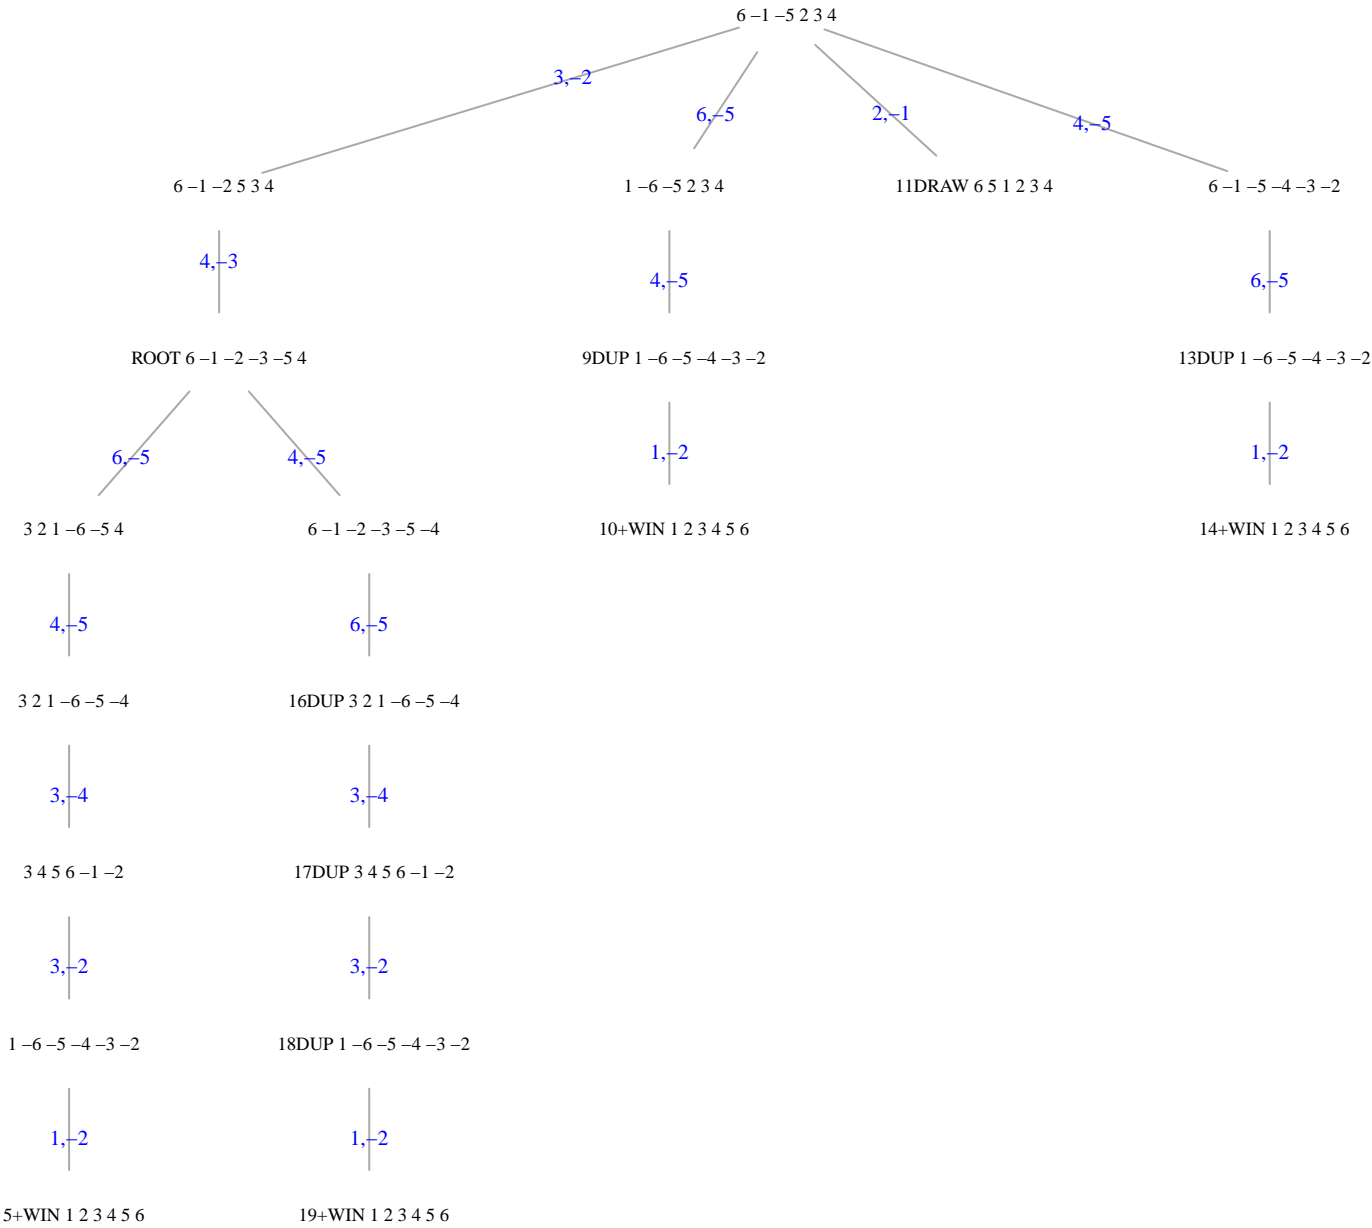 6 –1 –5 2 3 4
3,–2
6,–5
2,–1
4,–5
6 –1 –2 5 3 4
1 –6 –5 2 3 4
11DRAW 6 5 1 2 3 4
6 –1 –5 –4 –3 –2
4,–3
4,–5
6,–5
ROOT 6 –1 –2 –3 –5 4
9DUP 1 –6 –5 –4 –3 –2
13DUP 1 –6 –5 –4 –3 –2
6,–5
4,–5
1,–2
1,–2
3 2 1 –6 –5 4
6 –1 –2 –3 –5 –4
10+WIN 1 2 3 4 5 6
14+WIN 1 2 3 4 5 6
4,–5
6,–5
3 2 1 –6 –5 –4
16DUP 3 2 1 –6 –5 –4
3,–4
3,–4
3 4 5 6 –1 –2
17DUP 3 4 5 6 –1 –2
3,–2
3,–2
1 –6 –5 –4 –3 –2
18DUP 1 –6 –5 –4 –3 –2
1,–2
1,–2
5+WIN 1 2 3 4 5 6
19+WIN 1 2 3 4 5 6